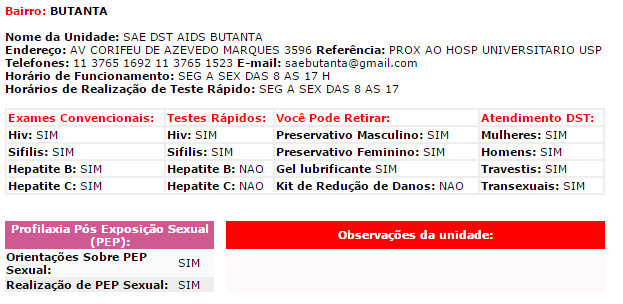 Bairro: BUTANTA
Nome da Unidade: SAE DST AIDS BUTANTA
Endereço: AV CORIFEU DE AZEVEDO MARQUES 3596 Referência: PROX AO HOSP UNIVERSITARIO USP
Telefones: 11 3765 1692 11 3765 1523 E-mail: saebutanta@gmail.com
Horário de Funcionamento: SEG A SEX DAS 8 AS 17 H
Horários de Realização de Teste Rápido: SEG A SEX DAS 8 AS 17
Exames Convencionais: Testes Rápidos: Você Pode Retirar: Atendimento DST:
Hiv: SIM Hiv: SIM Preservativo Masculino: SIM Mulheres: SIM
Sifilis: SIM Sifilis: SIM Preservativo Feminino: SIM Homens: SIM
Hepatite B: SIM Hepatite B: NAO Gel lubrificante SIM Travestis: SIM
Hepatite C: SIM Hepatite C: NAO Kit de Redução de Danos: NAO Transexuais: SIM
Profilaxia Pós Exposição Sexual
(PEP):
Observações da unidade:
Orientações Sobre PEP
Sexual: SIM
Realização de PEP Sexual: SIM